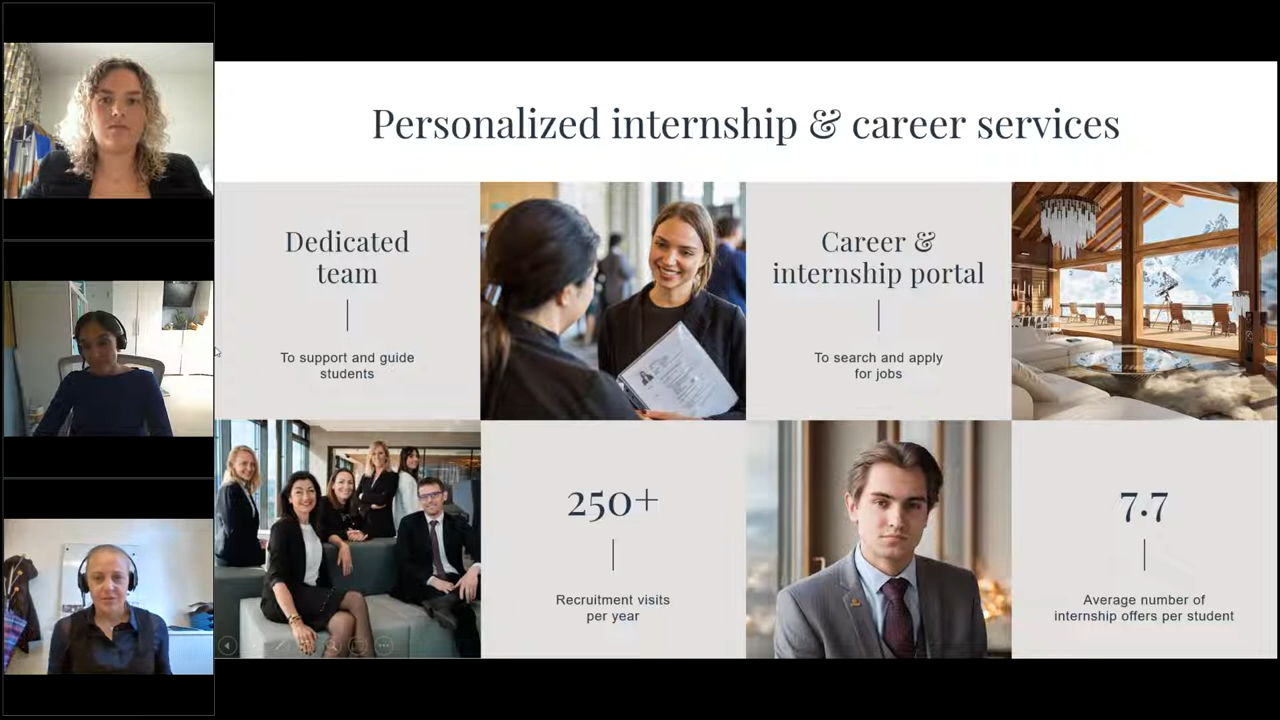 Personalized internship & career services
Dedicated
team
To support and guide
students
Career &
internship portal
To search and apply
for jobs
250+
Recruitment visits
per year
7.7
Average number of
internship offers per student